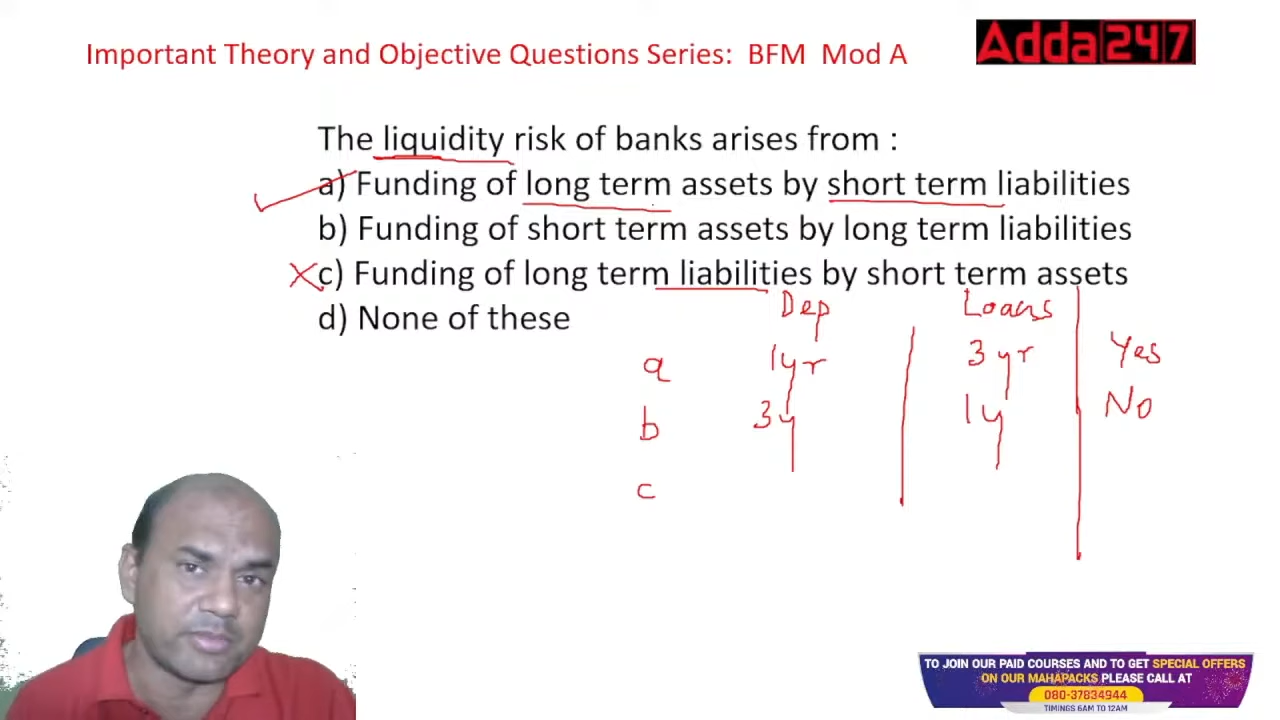 Important Theory and Objective Questions Series: BFM Mod A
Adda247
The liquidity risk of banks arises from :
a) Funding of long term assets by short term liabilities
b) Funding of short term assets by long term liabilities
c) Funding of long term liabilities by short term assets
d) None of these
Dep Loans
a 1yr 3 yr Yes
b 3y 1y No
c
TO JOIN OUR PAID COURSES AND TO GET SPECIAL OFFERS
ON OUR MAHAPACKS PLEASE CALL AT
080-37834944
TIMINGS 6AM TO 12AM